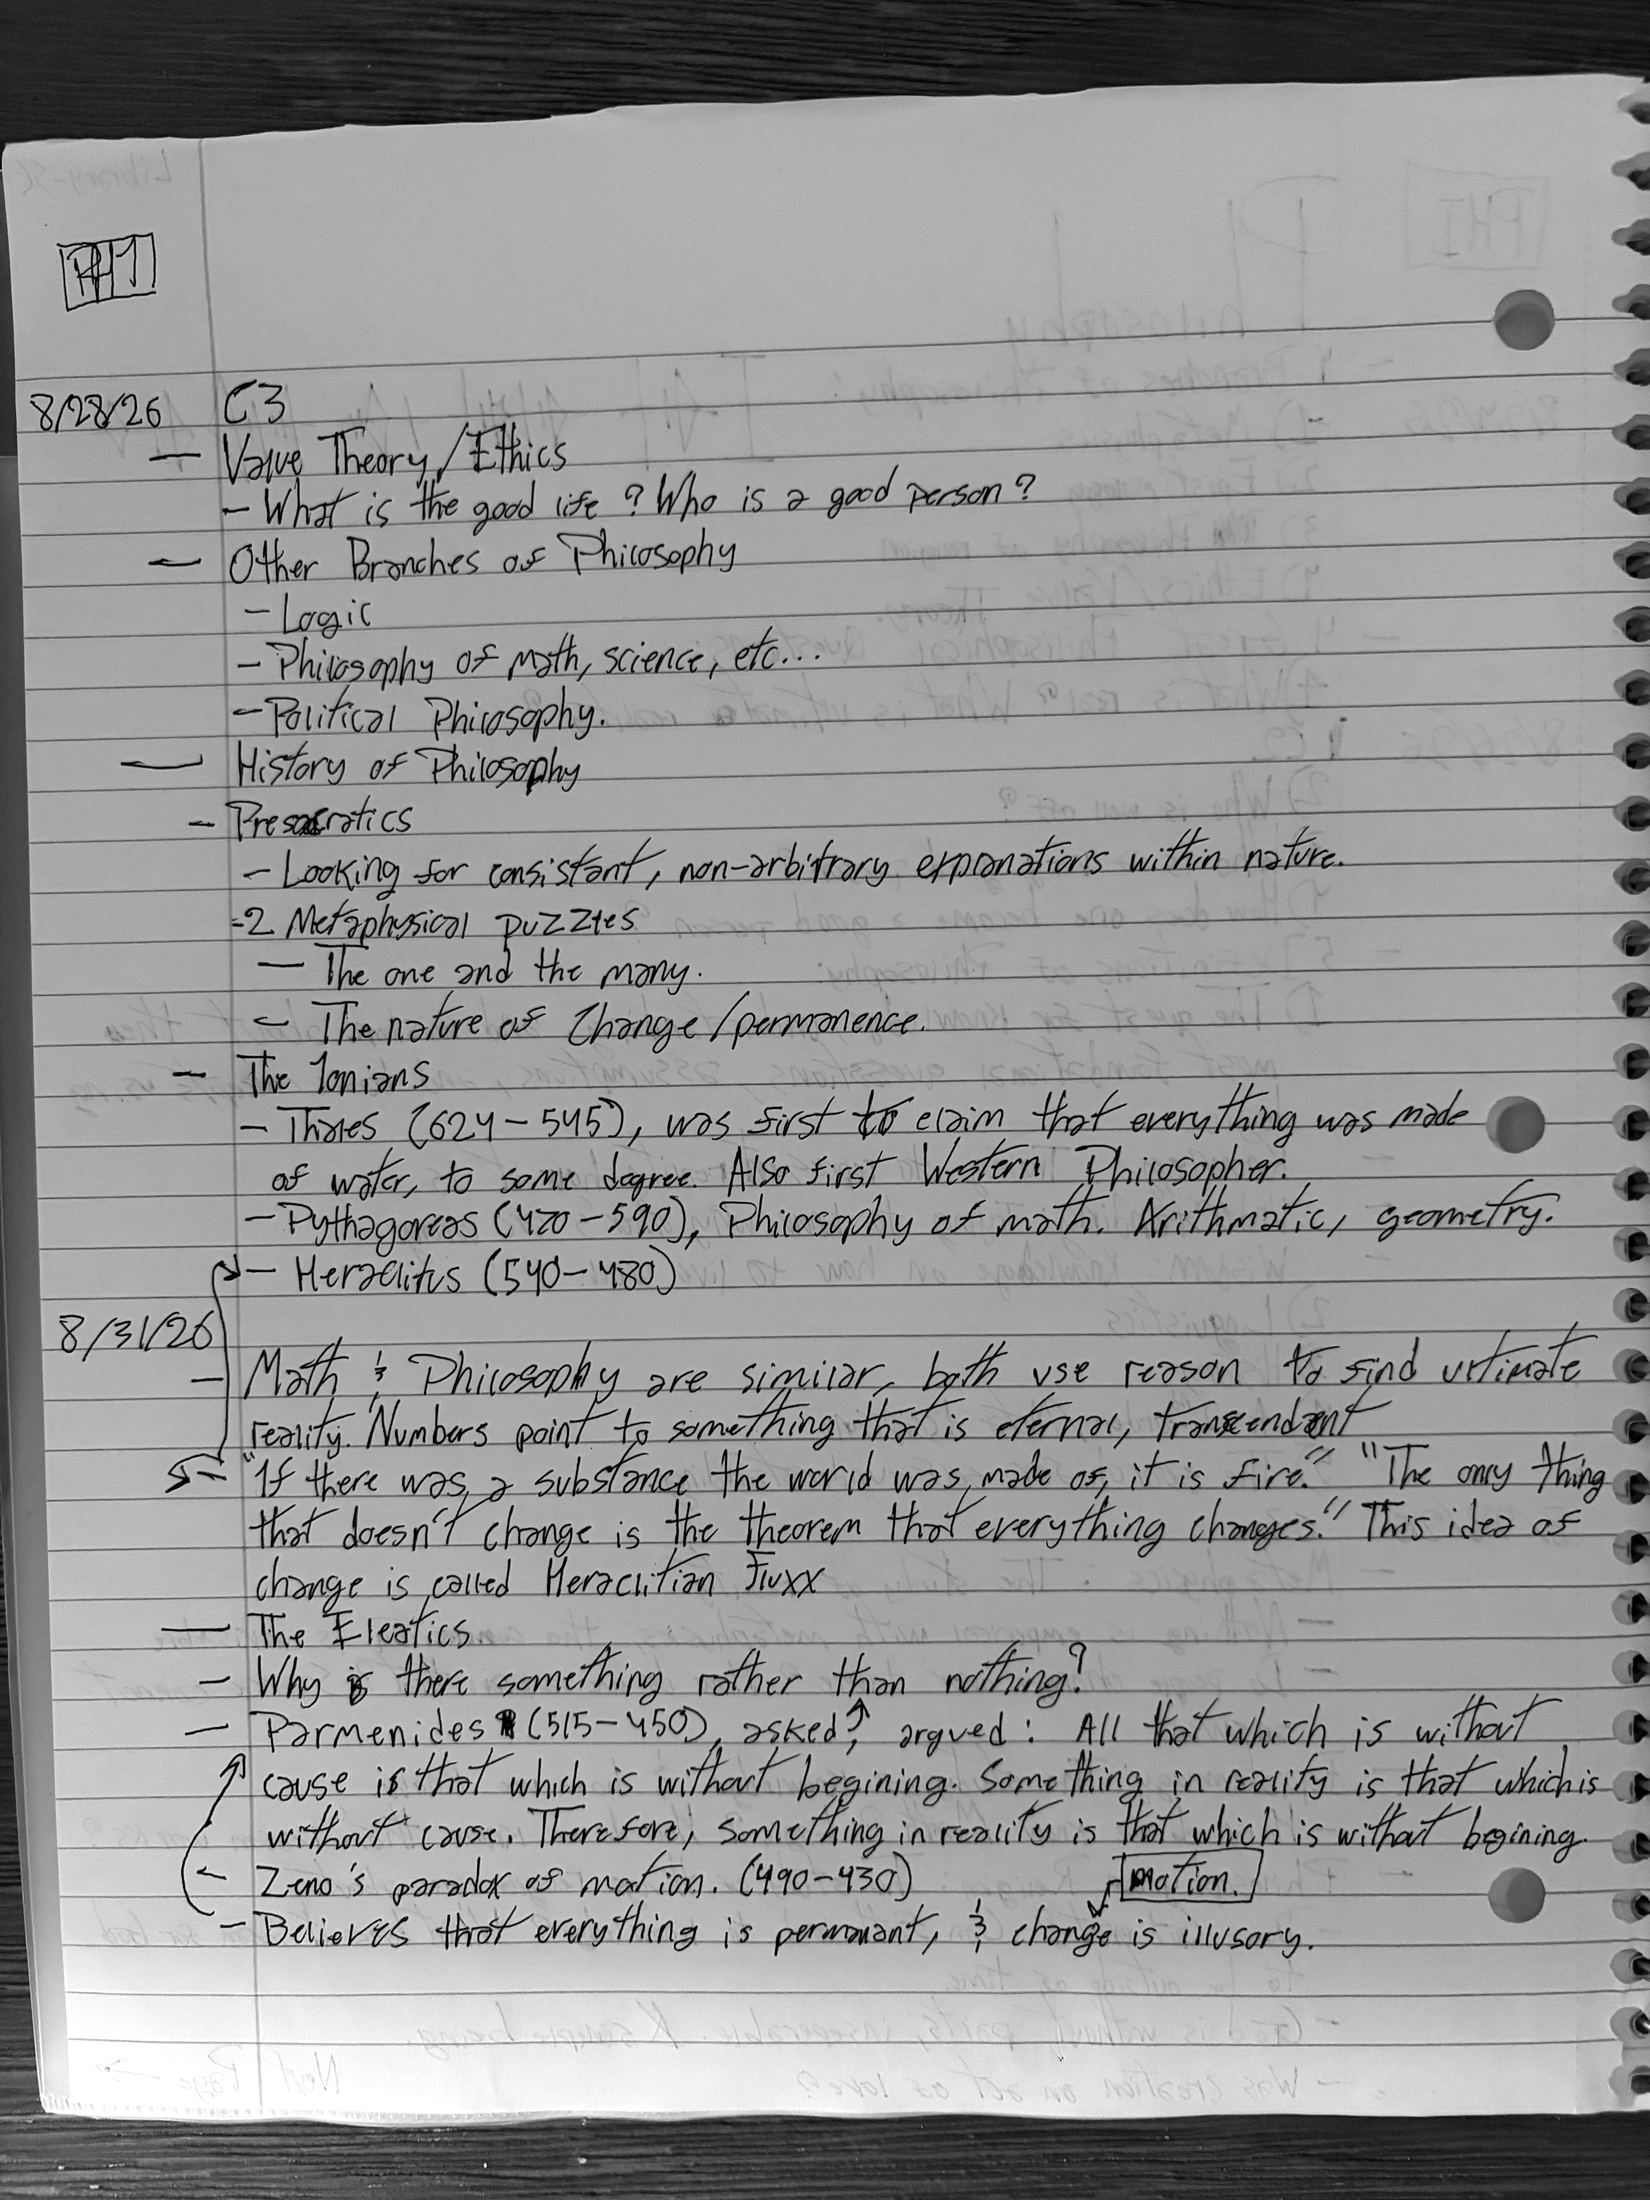 PHI
8/28/26 C3
— Value Theory/Ethics
- What is the good life? Who is a good person?
— Other Branches of Philosophy
- Logic
- Philosophy of math, science, etc...
- Political Philosophy.
— History of Philosophy
- Presocratics
- Looking for consistant, non-arbitrary explanations within nature.
-2 Metaphysical puzzles
— The one and the many.
- The nature of Change/permanence.
- The Ionians
- Thales (624-545), was first to claim that everything was made
of water, to some degree. Also first Western Philosopher.
- Pythagoreas (420-590), Philosophy of math. Arithmatic, geometry.
- Heraclitus (540-480)
8/31/26
- Math & Philosophy are similar, both use reason to find ultimate
reality. Numbers point to something that is eternal, transcendant
- "If there was a substance the world was made of, it is fire." "The only thing
that doesn't change is the theorem that everything changes." This idea of
change is called Heraclitian Fluxx
— The Eleatics.
- Why is there something rather than nothing?
- Parmenides (515-450), asked↑, argued: All that which is without
cause is that which is without begining. Something in reality is that which is
without cause. Therefore, something in reality is that which is without begining.
- Zeno's paradox of motion. (490-430) motion.
- Believes that everything is permanant, & change is illusory.